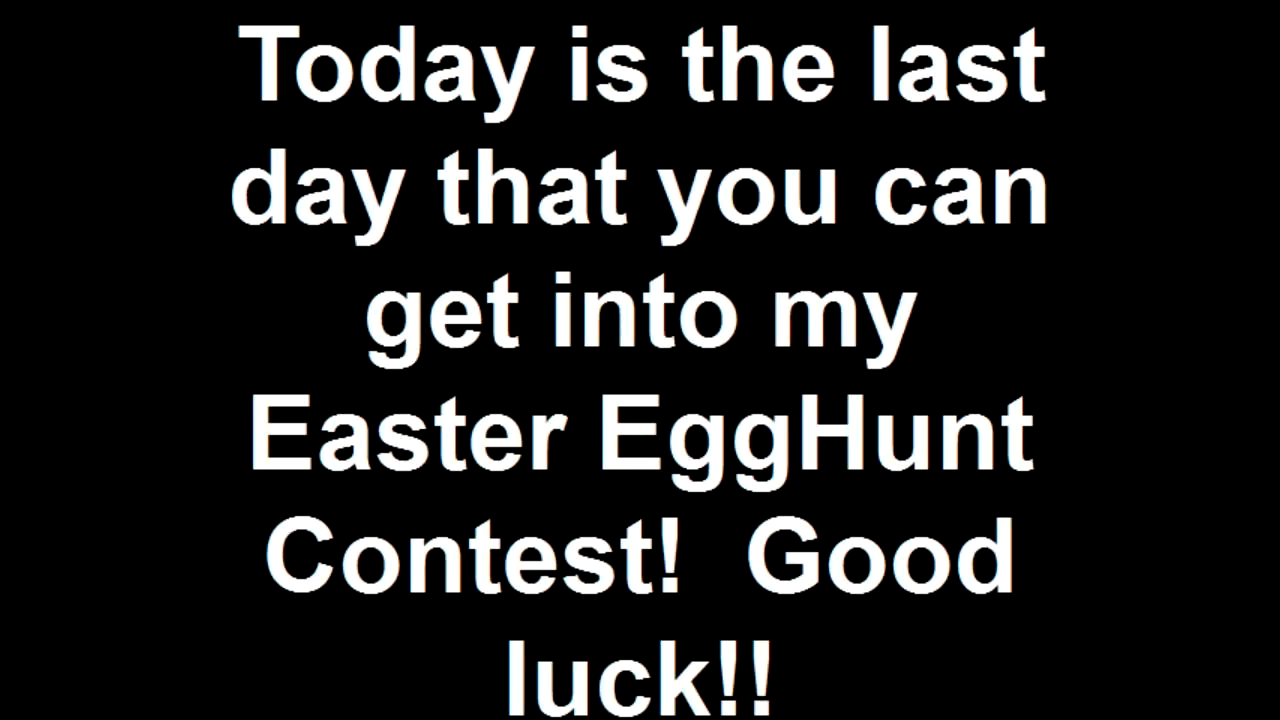 Today is the last
day that you can
get into my
Easter EggHunt
Contest!  Good
luck!!